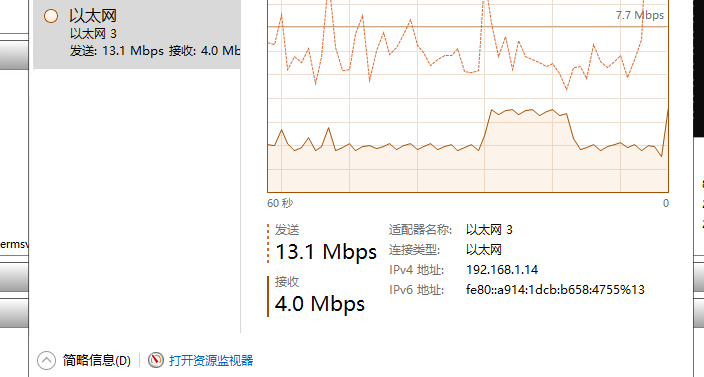 以太网
以太网 3
发送: 13.1 Mbps 接收: 4.0 Mb
7.7 Mbps
60 秒
0
发送
13.1 Mbps
接收
4.0 Mbps
适配器名称: 以太网 3
连接类型: 以太网
IPv4 地址: 192.168.1.14
IPv6 地址: fe80::a914:1dcb:b658:4755%13
简略信息(D)
打开资源监视器